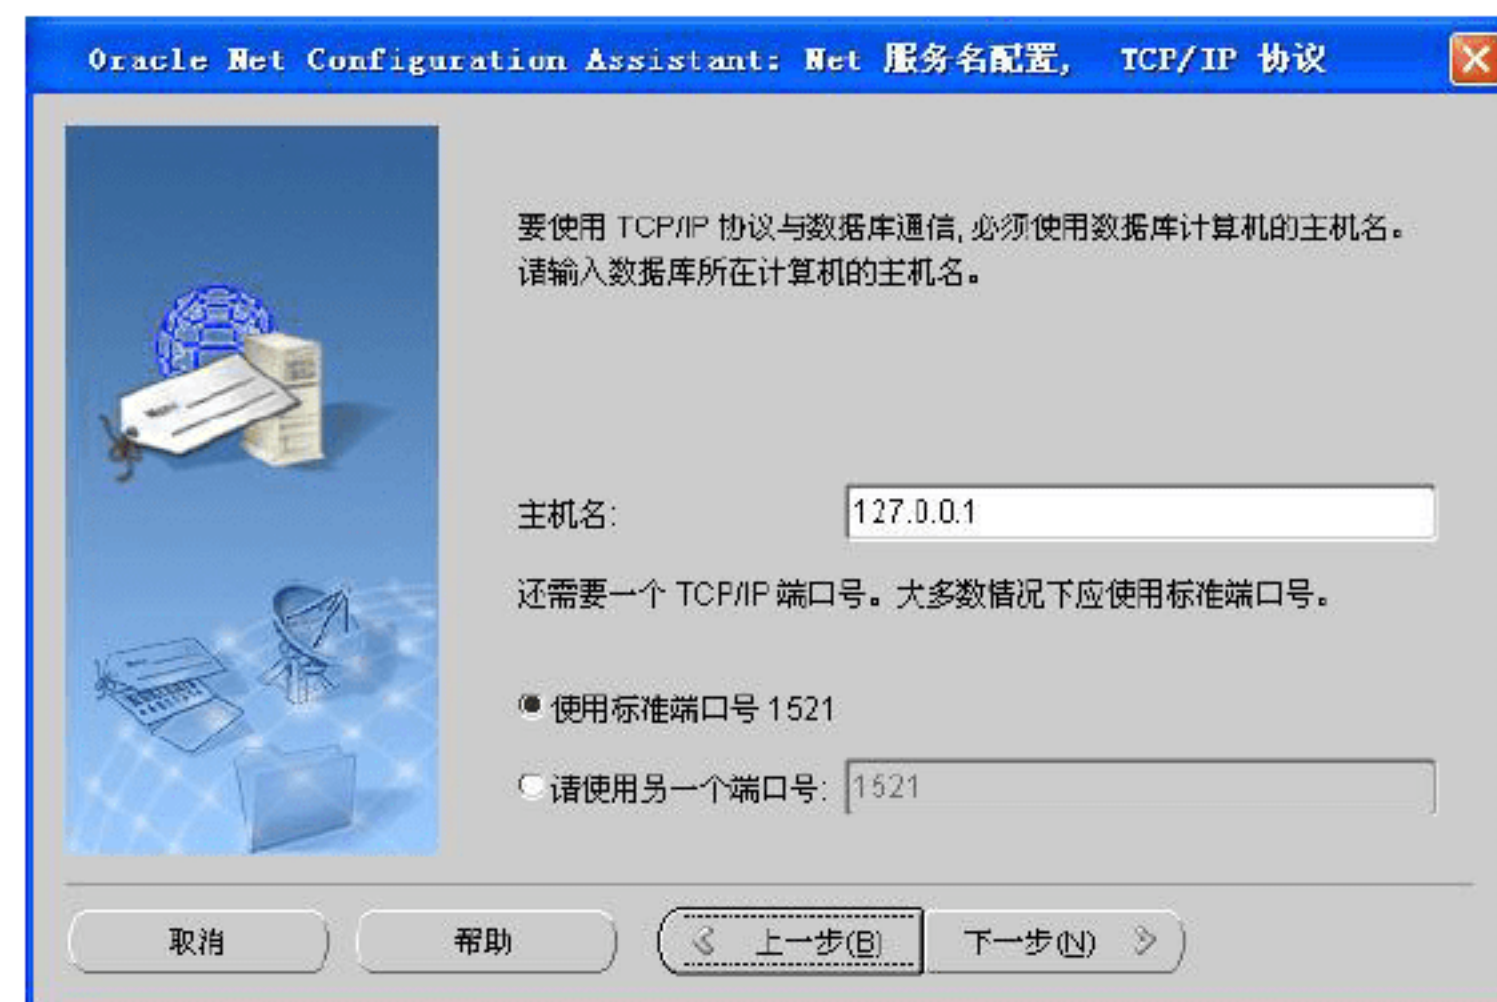 Oracle Net Configuration Assistant: Net 服务名配置, TCP/IP 协议
要使用 TCP/IP 协议与数据库通信, 必须使用数据库计算机的主机名。
请输入数据库所在计算机的主机名。
主机名: 127.0.0.1
还需要一个 TCP/IP 端口号。大多数情况下应使用标准端口号。
使用标准端口号 1521
请使用另一个端口号: 1521
取消 帮助 上一步(B) 下一步(N)